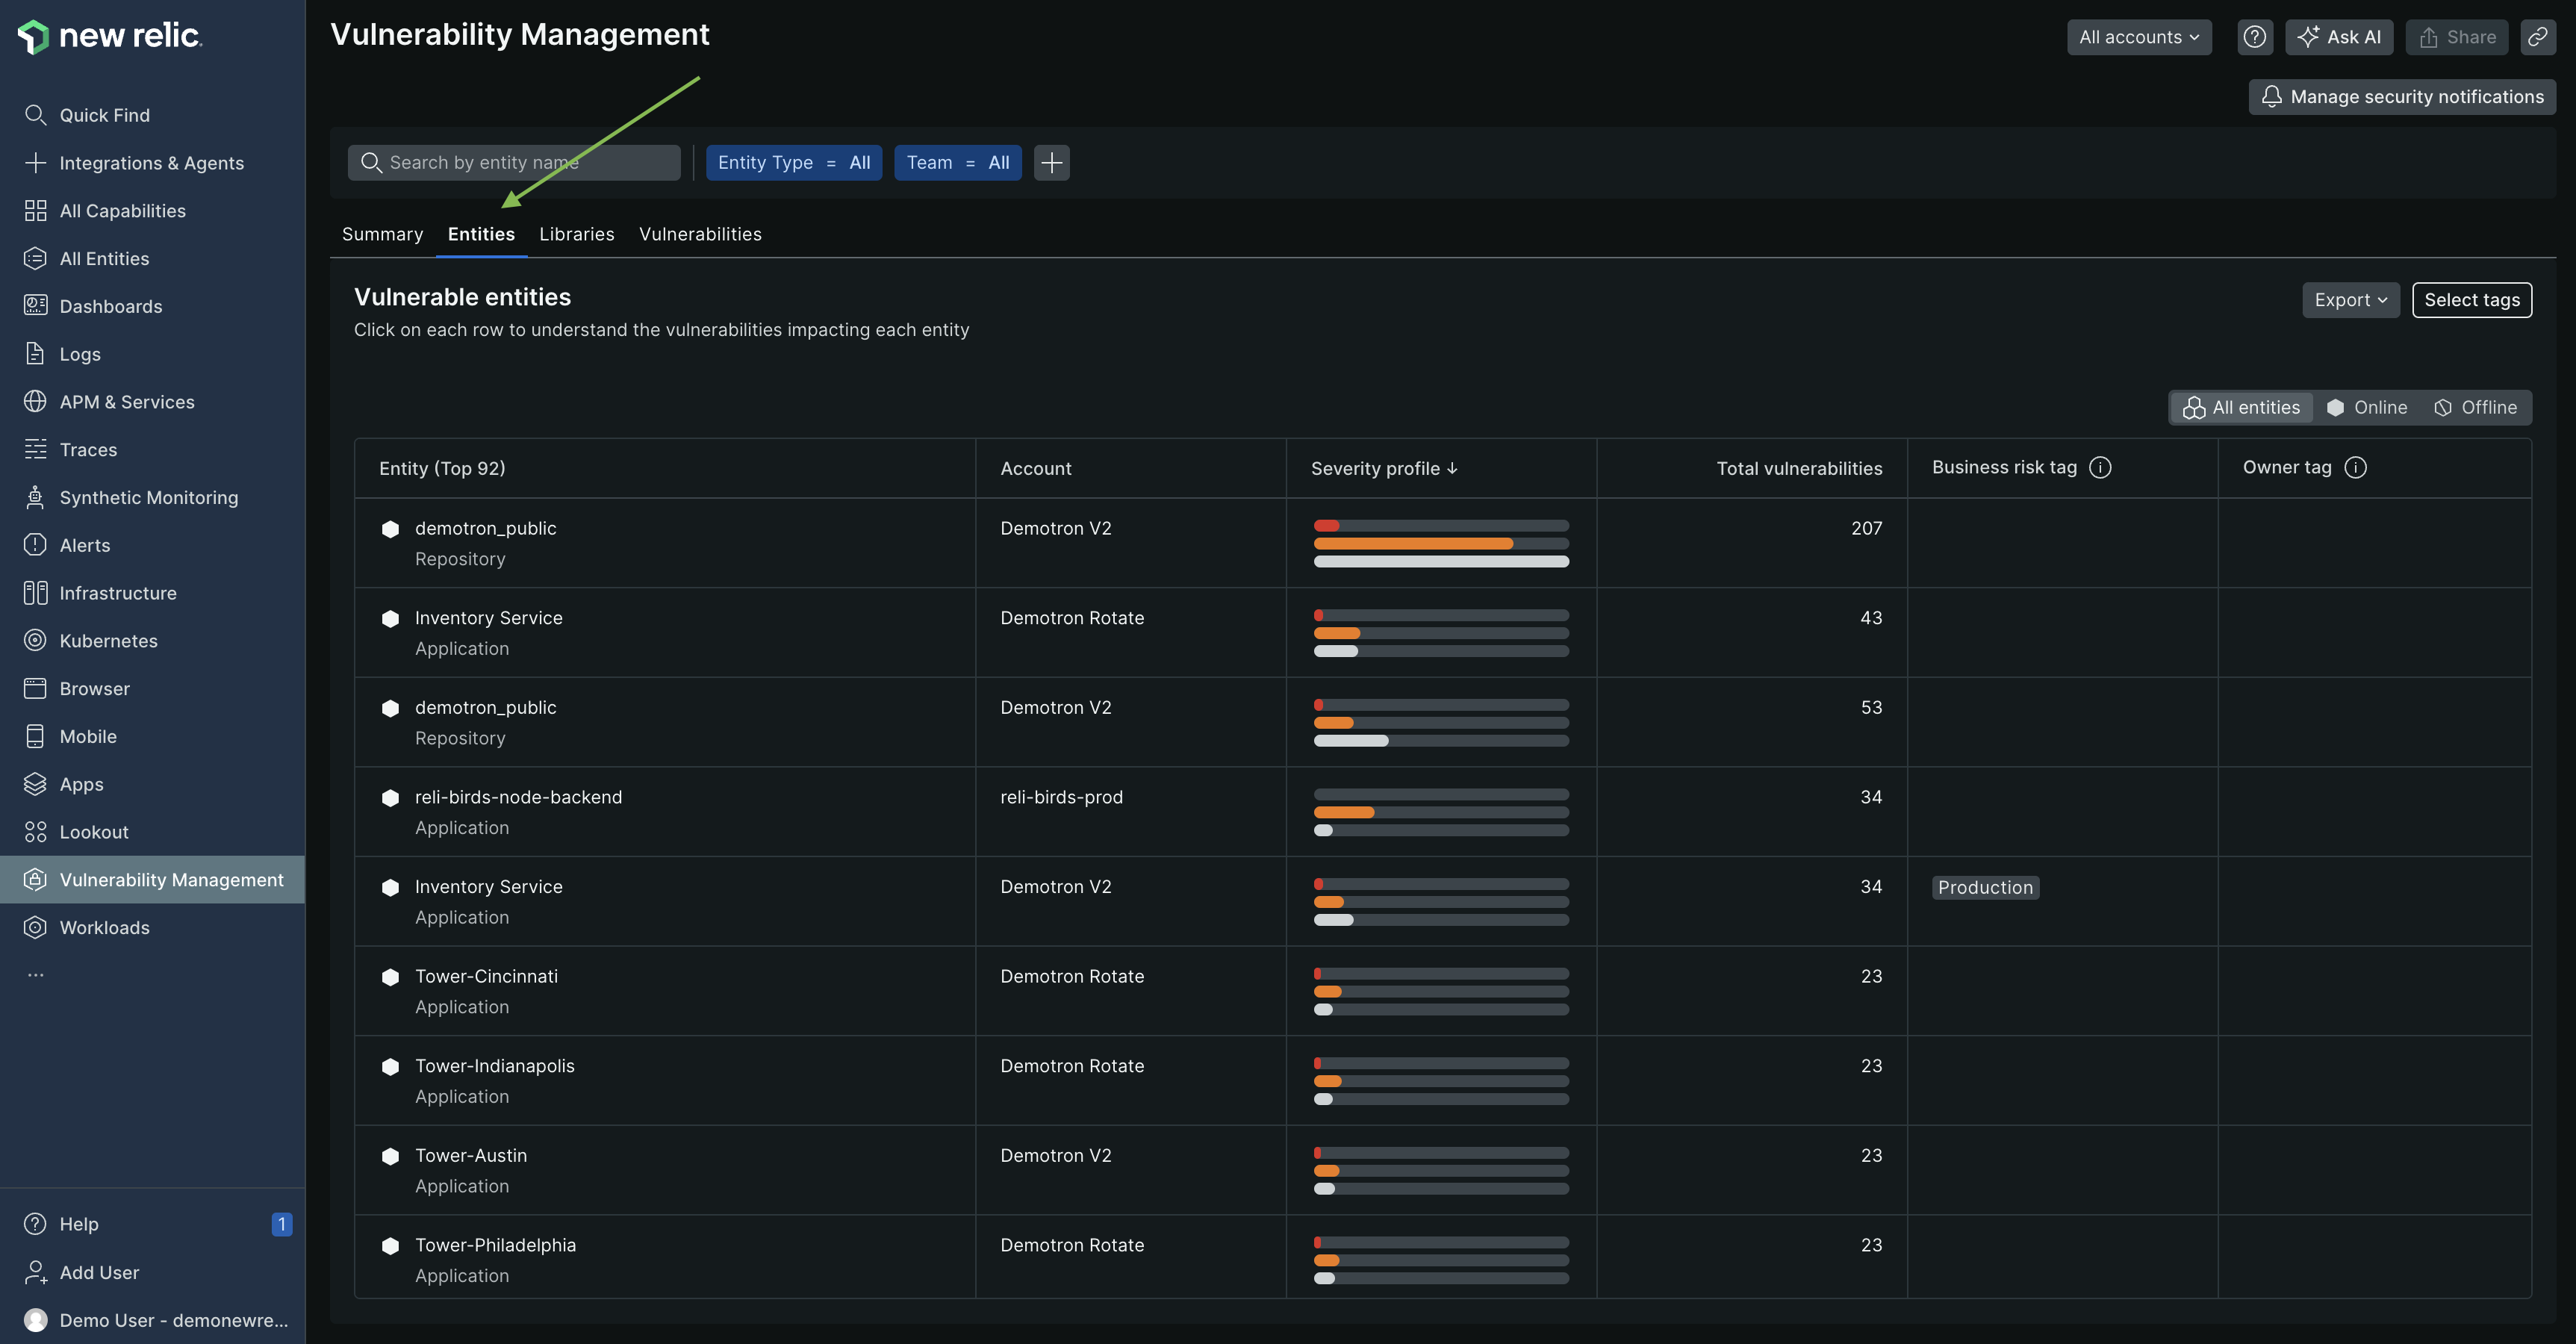 new relic.
Quick Find
Integrations & Agents
All Capabilities
All Entities
Dashboards
Logs
APM & Services
Traces
Synthetic Monitoring
Alerts
Infrastructure
Kubernetes
Browser
Mobile
Apps
Lookout
Vulnerability Management
Workloads
...
Help 1
Add User
Demo User - demonewre...
Vulnerability Management
All accounts
Ask AI
Share
Manage security notifications
Search by entity name
Entity Type = All
Team = All
Summary Entities Libraries Vulnerabilities
Vulnerable entities
Click on each row to understand the vulnerabilities impacting each entity
Export
Select tags
All entities Online Offline
Entity (Top 92) Account Severity profile ↓ Total vulnerabilities Business risk tag Owner tag
demotron_public Demotron V2 207
Repository
Inventory Service Demotron Rotate 43
Application
demotron_public Demotron V2 53
Repository
reli-birds-node-backend reli-birds-prod 34
Application
Inventory Service Demotron V2 34 Production
Application
Tower-Cincinnati Demotron Rotate 23
Application
Tower-Indianapolis Demotron Rotate 23
Application
Tower-Austin Demotron V2 23
Application
Tower-Philadelphia Demotron Rotate 23
Application